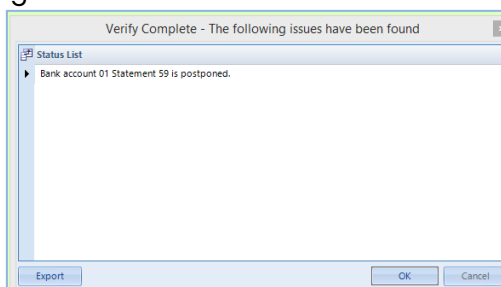 Verify Complete - The following issues have been found
Status List
Bank account 01 Statement 59 is postponed.
Export
OK
Cancel